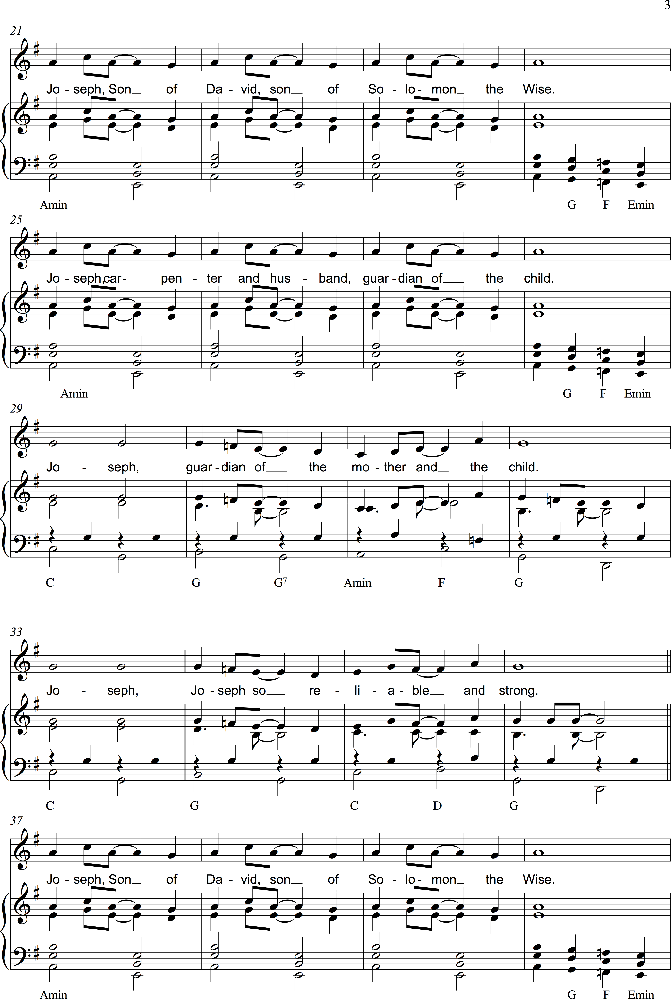 3
21
Jo - seph, Son of Da - vid, son of So - lo - mon the Wise.
Amin G F Emin
25
Jo - seph,car - pen - ter and hus - band, guar - dian of the child.
Amin G F Emin
29
Jo - seph, guar - dian of the mo - ther and the child.
C G G7 Amin F G
33
Jo - seph, Jo - seph so re - li - a - ble and strong.
C G C D G
37
Jo - seph, Son of Da - vid, son of So - lo - mon the Wise.
Amin G F Emin